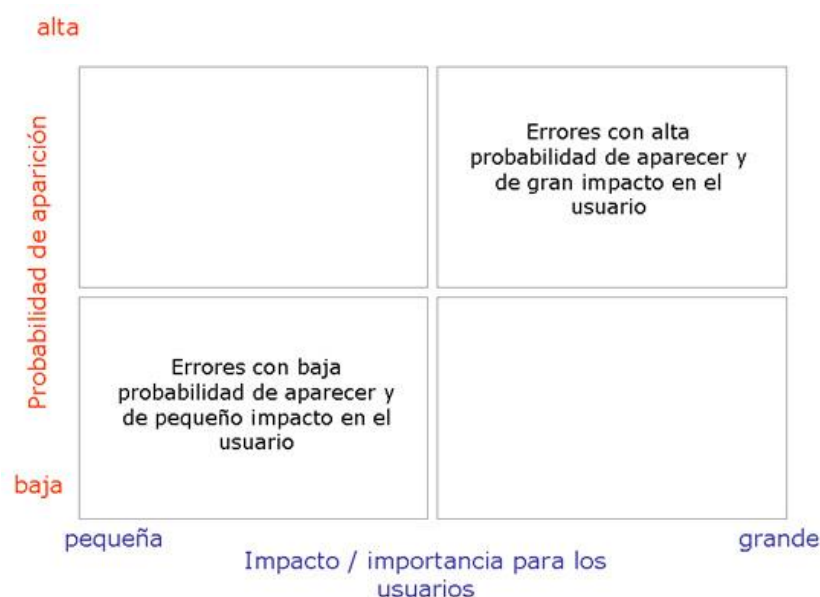 alta
Probabilidad de aparición
Errores con alta
probabilidad de aparecer y
de gran impacto en el
usuario
Errores con baja
probabilidad de aparecer y
de pequeño impacto en el
usuario
baja
pequeña
grande
Impacto / importancia para los
usuarios